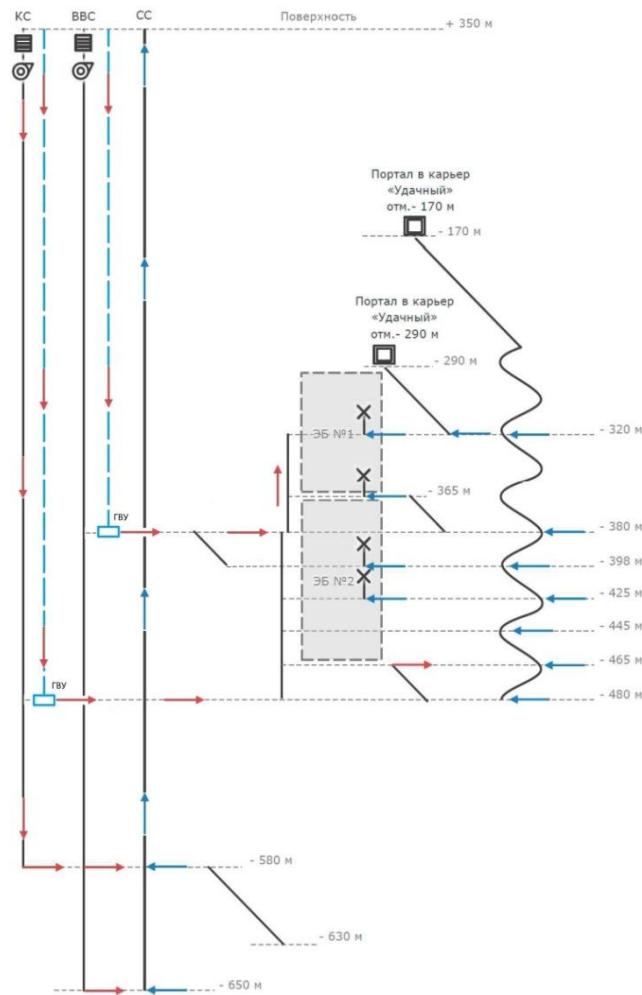 КС
ВВС
СС
Поверхность
+ 350 м
Портал в карьер
«Удачный»
отм.- 170 м
- 170 м
Портал в карьер
«Удачный»
отм.- 290 м
- 290 м
ЭБ №1
- 320 м
- 365 м
ГВУ
- 380 м
- 398 м
ЭБ №2
- 425 м
- 445 м
- 465 м
ГВУ
- 480 м
- 580 м
- 630 м
- 650 м